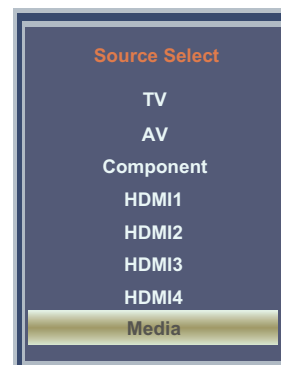 Source Select
TV
AV
Component
HDMI1
HDMI2
HDMI3
HDMI4
Media